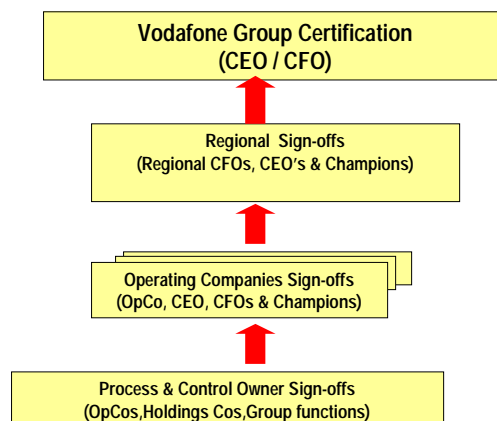 Vodafone Group Certification
(CEO / CFO)
Regional Sign-offs
(Regional CFOs, CEO's & Champions)
Operating Companies Sign-offs
(OpCo, CEO, CFOs & Champions)
Process & Control Owner Sign-offs
(OpCos,Holdings Cos,Group functions)